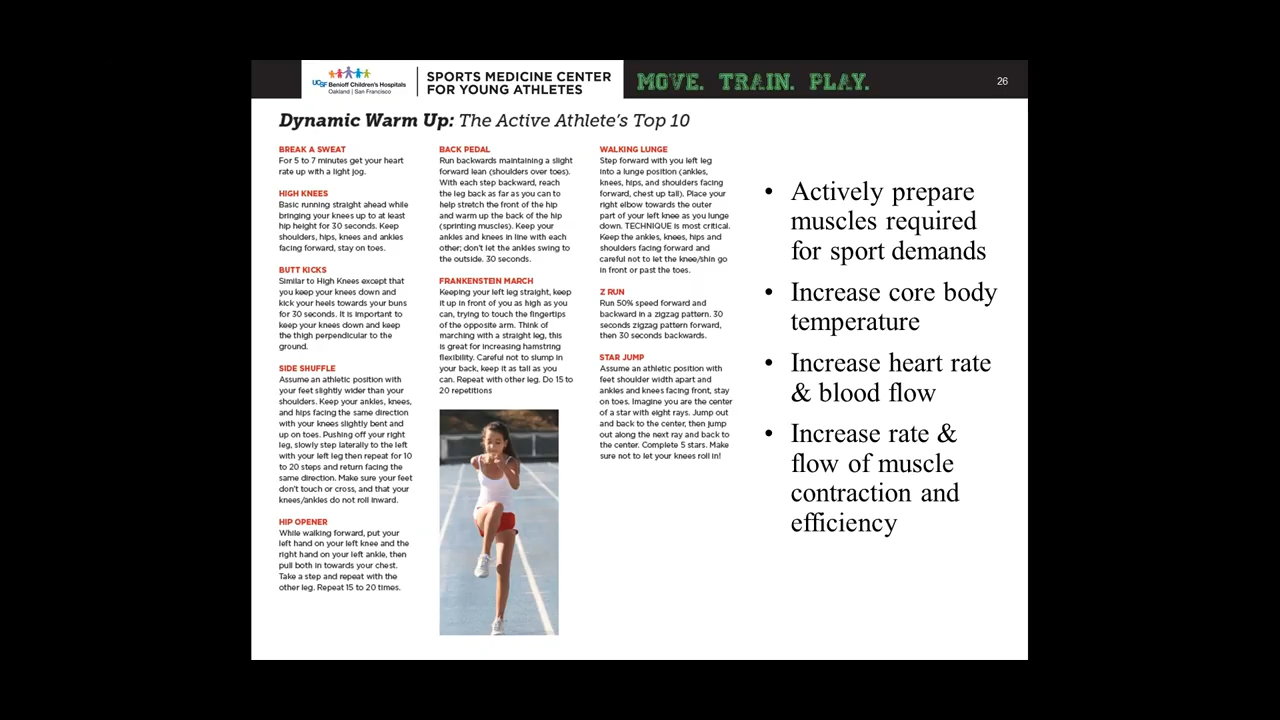 UCSF Benioff Children's Hospitals
Oakland | San Francisco
SPORTS MEDICINE CENTER
FOR YOUNG ATHLETES
MOVE. TRAIN. PLAY.
26
Dynamic Warm Up: The Active Athlete's Top 10
BREAK A SWEAT
For 5 to 7 minutes get your heart
rate up with a light jog.
HIGH KNEES
Basic running straight ahead while
bringing your knees up to at least
hip height for 30 seconds. Keep
shoulders, hips, knees and ankles
facing forward, stay on toes.
BUTT KICKS
Similar to High Knees except that
you keep your knees down and
kick your heels towards your buns
for 30 seconds. It is important to
keep your knees down and keep
the thigh perpendicular to the
ground.
SIDE SHUFFLE
Assume an athletic position with
your feet slightly wider than your
shoulders. Keep your ankles, knees,
and hips facing the same direction
with your knees slightly bent and
up on toes. Pushing off your right
leg, slowly step laterally to the left
with your left leg then repeat for 10
to 20 steps and return facing the
same direction. Make sure your feet
don't touch or cross, and that your
knees/ankles do not roll inward.
HIP OPENER
While walking forward, put your
left hand on your left knee and the
right hand on your left ankle, then
pull both in towards your chest.
Take a step and repeat with the
other leg. Repeat 15 to 20 times.
BACK PEDAL
Run backwards maintaining a slight
forward lean (shoulders over toes).
With each step backward, reach
the leg back as far as you can to
help stretch the front of the hip
and warm up the back of the hip
(sprinting muscles). Keep your
ankles and knees in line with each
other; don't let the ankles swing to
the outside. 30 seconds.
FRANKENSTEIN MARCH
Keeping your left leg straight, keep
it up in front of you as high as you
can, trying to touch the fingertips
of the opposite arm. Think of
marching with a straight leg, this
is great for increasing hamstring
flexibility. Careful not to slump in
your back, keep it as tall as you
can. Repeat with other leg. Do 15 to
20 repetitions
WALKING LUNGE
Step forward with you left leg
into a lunge position (ankles,
knees, hips, and shoulders facing
forward, chest up tall). Place your
right elbow towards the outer
part of your left knee as you lunge
down. TECHNIQUE is most critical.
Keep the ankles, knees, hips and
shoulders facing forward and
careful not to let the knee/shin go
in front or past the toes.
Z RUN
Run 50% speed forward and
backward in a zigzag pattern. 30
seconds zigzag pattern forward,
then 30 seconds backwards.
STAR JUMP
Assume an athletic position with
feet shoulder width apart and
ankles and knees facing front, stay
on toes. Imagine you are the center
of a star with eight rays. Jump out
and back to the center, then jump
out along the next ray and back to
the center. Complete 5 stars. Make
sure not to let your knees roll in!
• Actively prepare
muscles required
for sport demands
• Increase core body
temperature
• Increase heart rate
& blood flow
• Increase rate &
flow of muscle
contraction and
efficiency